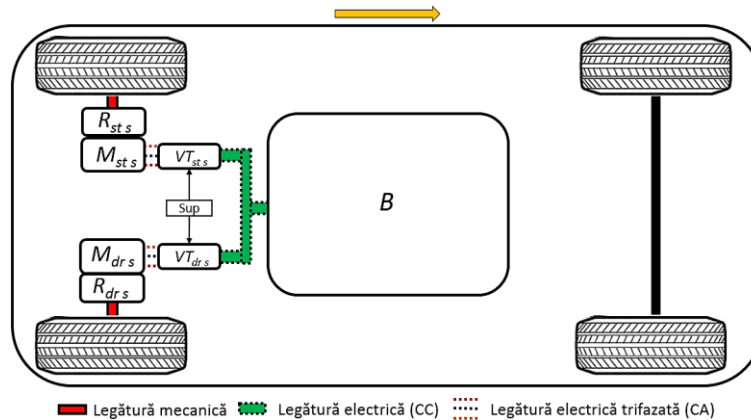 R_st s
M_st s
VT_st s
Sup
B
M_dr s
VT_dr s
R_dr s
Legătură mecanică
Legătură electrică (CC)
Legătură electrică trifazată (CA)